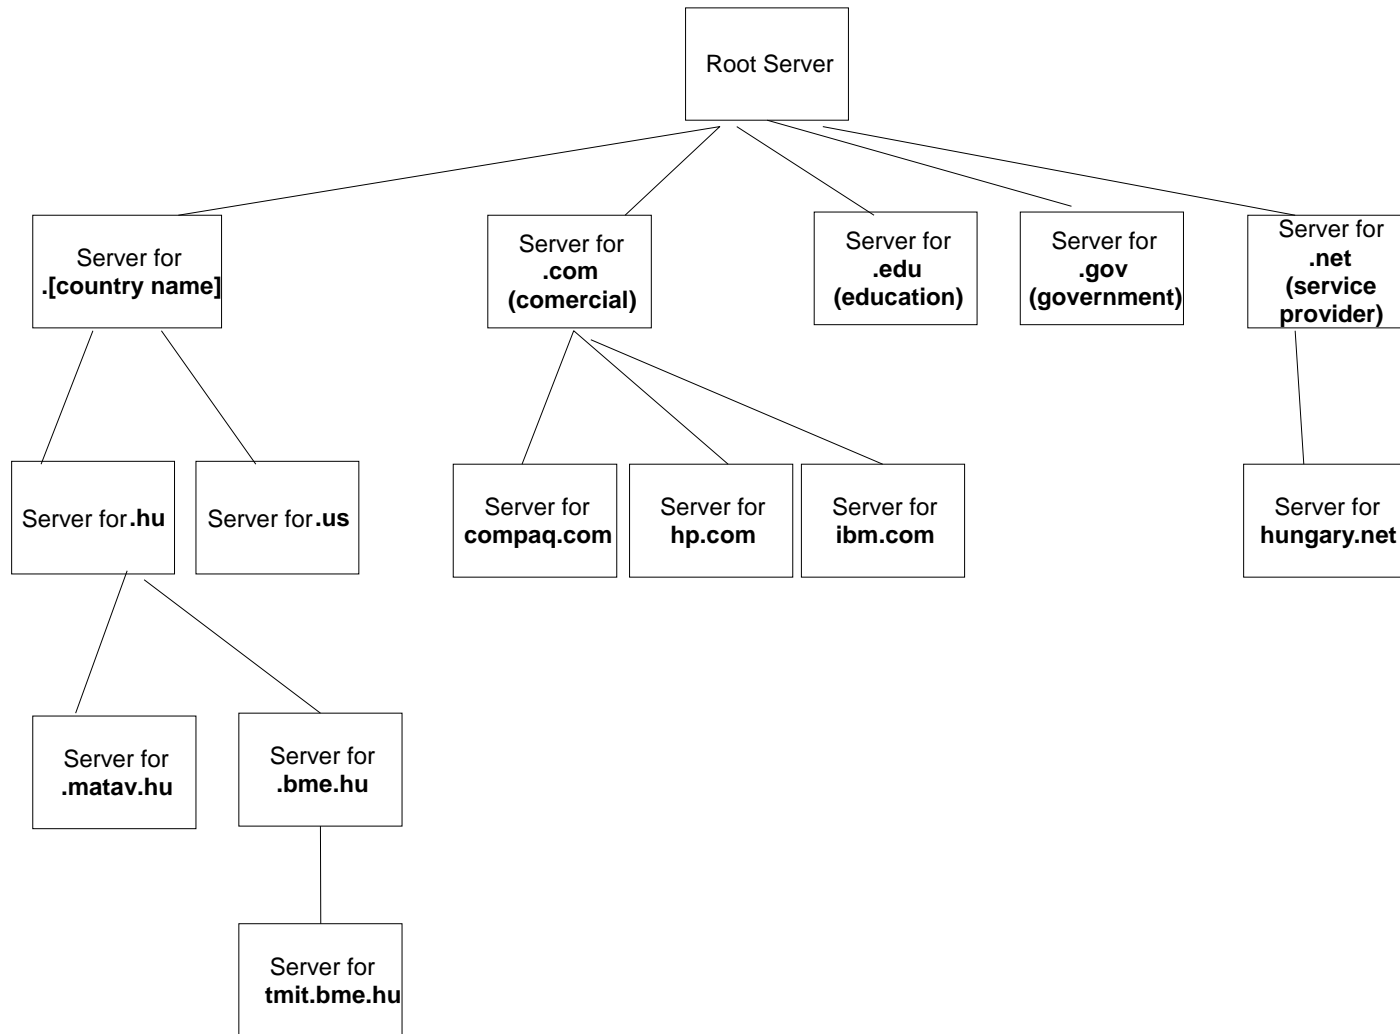 Root Server
Server for
.[country name]
Server for
.com
(comercial)
Server for
.edu
(education)
Server for
.gov
(government)
Server for
.net
(service
provider)
Server for .hu
Server for .us
Server for
compaq.com
Server for
hp.com
Server for
ibm.com
Server for
hungary.net
Server for
.matav.hu
Server for
.bme.hu
Server for
tmit.bme.hu